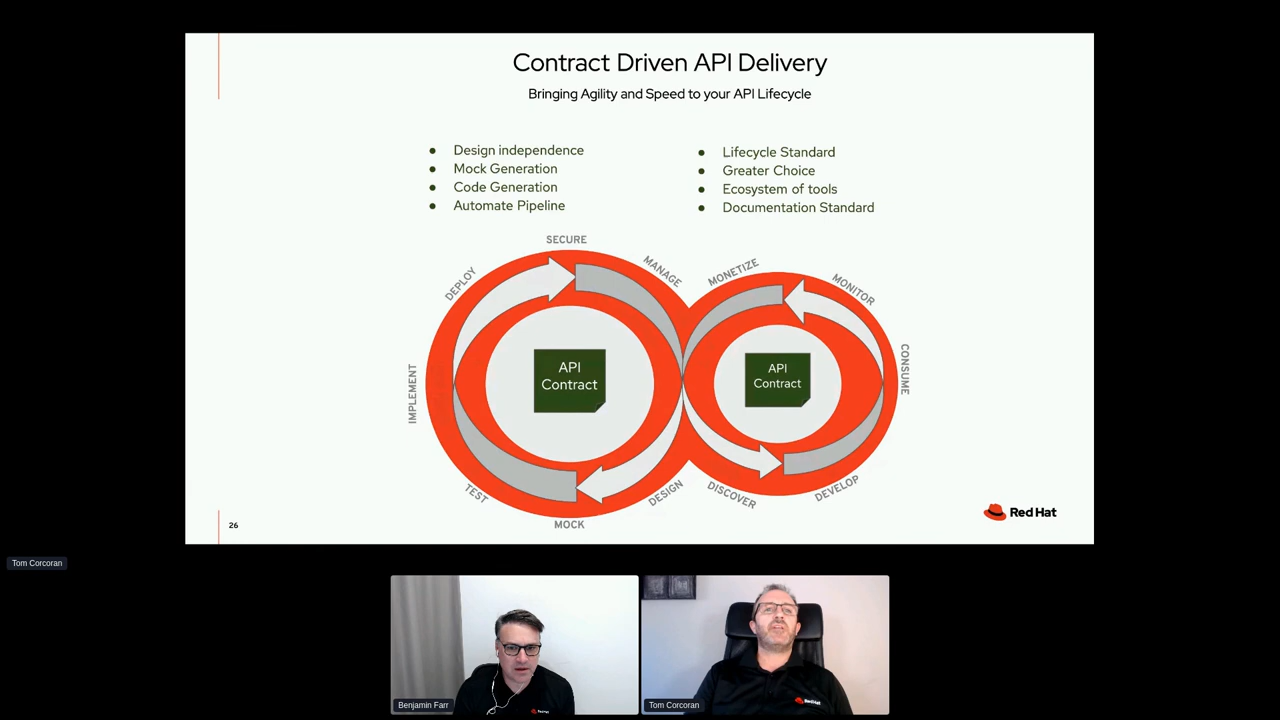 Contract Driven API Delivery
Bringing Agility and Speed to your API Lifecycle
● Design independence
● Mock Generation
● Code Generation
● Automate Pipeline
● Lifecycle Standard
● Greater Choice
● Ecosystem of tools
● Documentation Standard
SECURE
MANAGE
DEPLOY
IMPLEMENT
TEST
MOCK
DESIGN
API
Contract
MONETIZE
MONITOR
CONSUME
DEVELOP
DISCOVER
API
Contract
26
Red Hat
Tom Corcoran
Benjamin Farr
Tom Corcoran
Red Hat